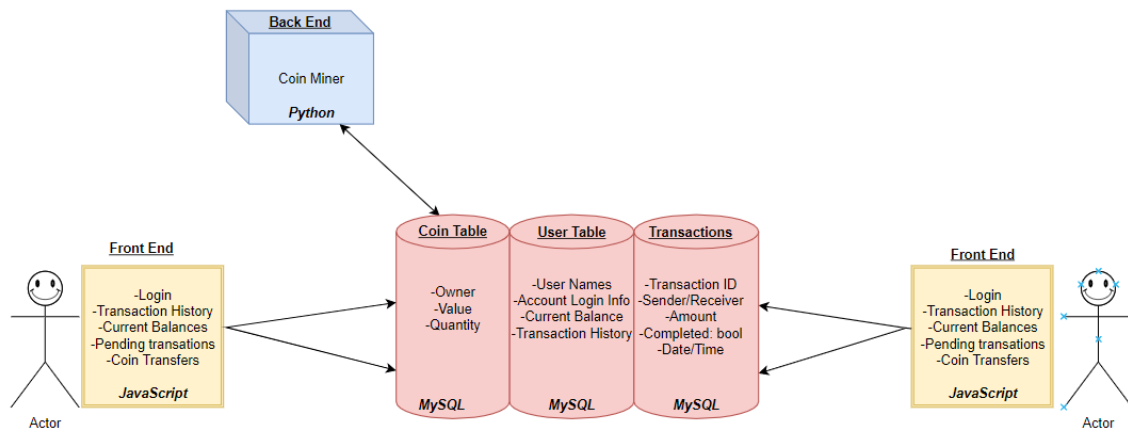 Back End
Coin Miner
Python
Coin Table
-Owner
-Value
-Quantity
MySQL
User Table
-User Names
-Account Login Info
-Current Balance
-Transaction History
MySQL
Transactions
-Transaction ID
-Sender/Receiver
-Amount
-Completed: bool
-Date/Time
MySQL
Front End
-Login
-Transaction History
-Current Balances
-Pending transations
-Coin Transfers
JavaScript
Actor
Front End
-Login
-Transaction History
-Current Balances
-Pending transations
-Coin Transfers
JavaScript
Actor